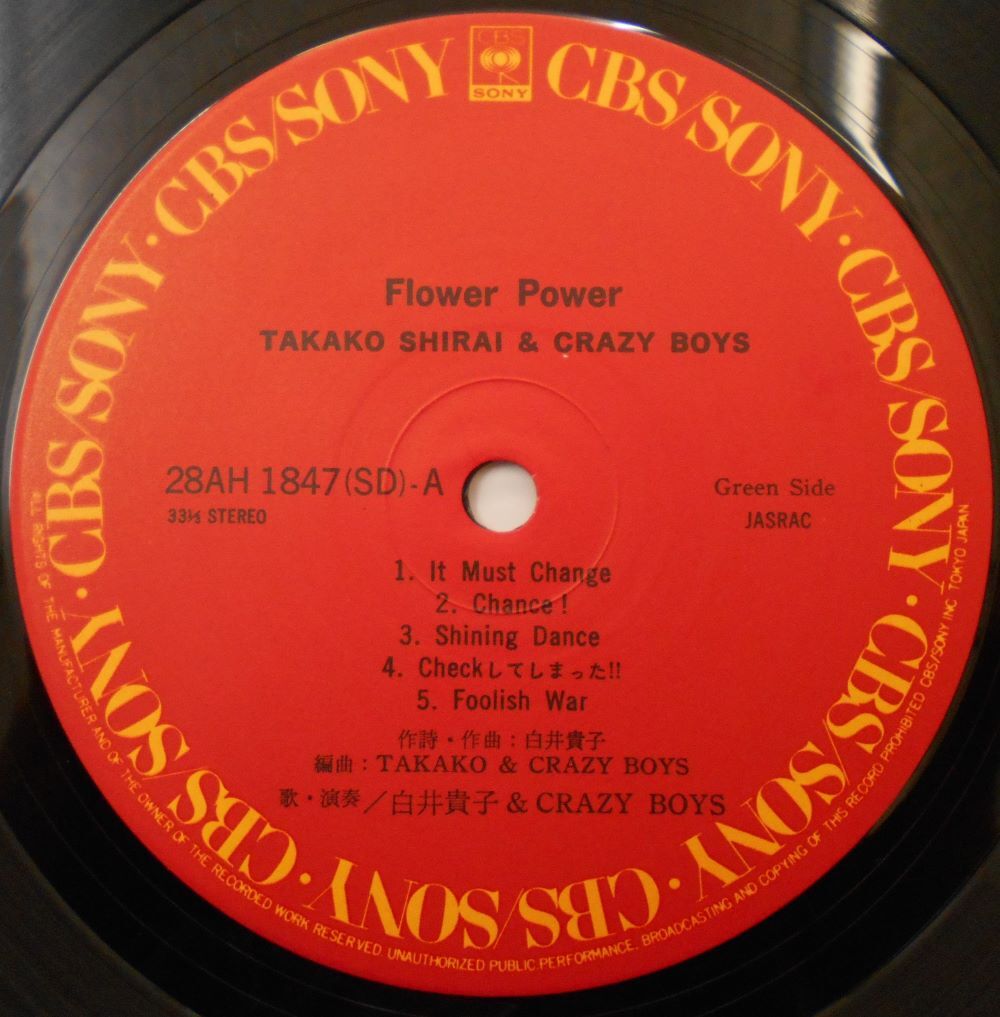 CBS
SONY
CBS/SONY · CBS/SONY · CBS/SONY · CBS/SONY · CBS/SONY · CBS/SONY · CBS/SONY · CBS/SONY
Flower Power
TAKAKO SHIRAI & CRAZY BOYS
28AH 1847(SD)-A
33⅓ STEREO
Green Side
JASRAC
1. It Must Change
2. Chance!
3. Shining Dance
4. Checkしてしまった!!
5. Foolish War
作詩・作曲：白井貴子
編曲：TAKAKO & CRAZY BOYS
歌・演奏／白井貴子 & CRAZY BOYS
ALL RIGHTS OF THE MANUFACTURER AND OF THE OWNER OF THE RECORDED WORK RESERVED. UNAUTHORIZED PUBLIC PERFORMANCE, BROADCASTING AND COPYING OF THIS RECORD PROHIBITED CBS/SONY INC. TOKYO JAPAN